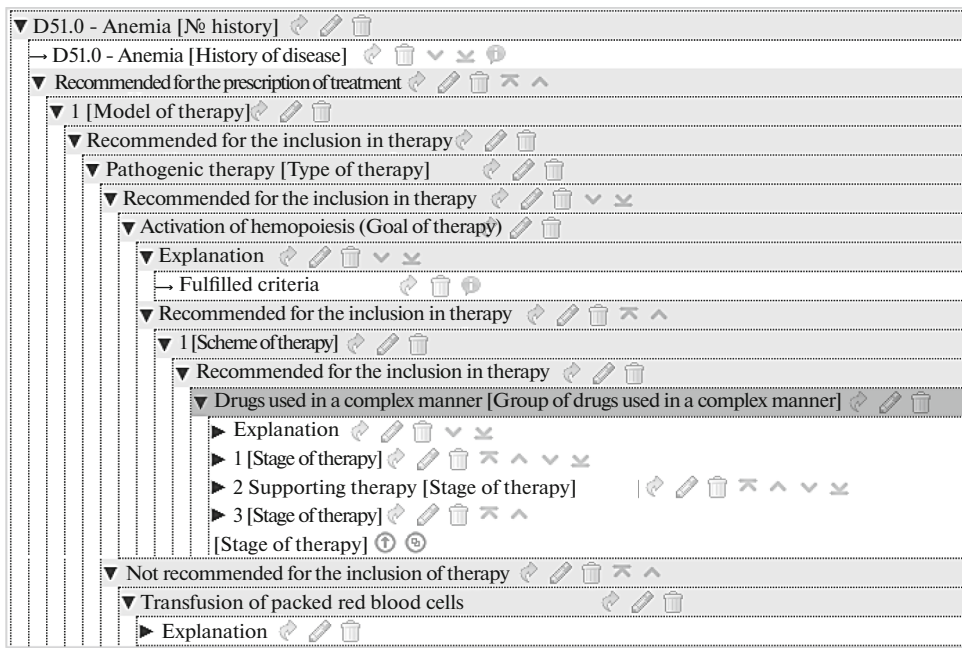 ▼ D51.0 - Anemia [№ history]
→ D51.0 - Anemia [History of disease]
▼ Recommended for the prescription of treatment
▼ 1 [Model of therapy]
▼ Recommended for the inclusion in therapy
▼ Pathogenic therapy [Type of therapy]
▼ Recommended for the inclusion in therapy
▼ Activation of hemopoiesis (Goal of therapy)
▼ Explanation
→ Fulfilled criteria
▼ Recommended for the inclusion in therapy
▼ 1 [Scheme of therapy]
▼ Recommended for the inclusion in therapy
▼ Drugs used in a complex manner [Group of drugs used in a complex manner]
► Explanation
► 1 [Stage of therapy]
► 2 Supporting therapy [Stage of therapy]
► 3 [Stage of therapy]
[Stage of therapy]
▼ Not recommended for the inclusion of therapy
▼ Transfusion of packed red blood cells
► Explanation